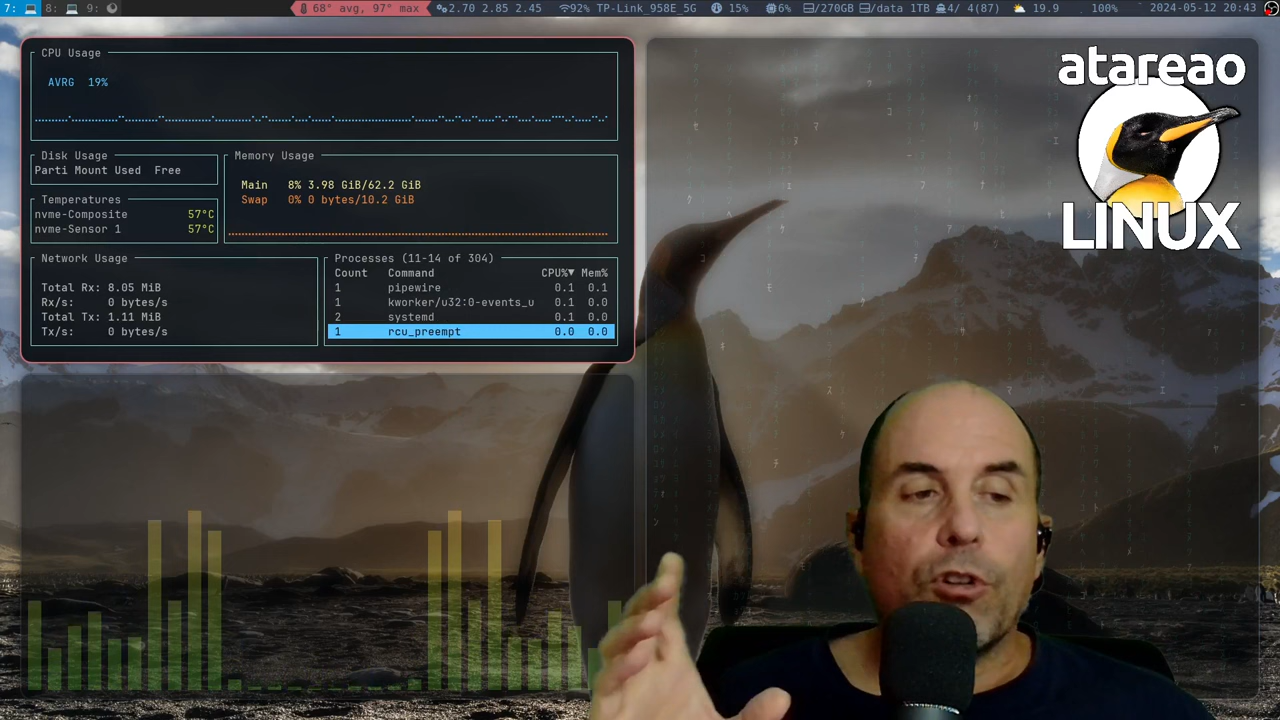 7: 8: 9: 68° avg, 97° max 2.70 2.85 2.45 92% TP-Link_958E_5G 15% 6% /270GB /data 1TB 4/ 4(87) 19.9 100% 2024-05-12 20:43
atareao
LINUX
CPU Usage
AVRG 19%
Disk Usage
Parti Mount Used Free
Temperatures
nvme-Composite 57°C
nvme-Sensor 1 57°C
Memory Usage
Main 8% 3.98 GiB/62.2 GiB
Swap 0% 0 bytes/10.2 GiB
Network Usage
Total Rx: 8.05 MiB
Rx/s: 0 bytes/s
Total Tx: 1.11 MiB
Tx/s: 0 bytes/s
Processes (11-14 of 304)
Count Command CPU%▼ Mem%
1 pipewire 0.1 0.1
1 kworker/u32:0-events_u 0.1 0.0
2 systemd 0.1 0.0
1 rcu_preempt 0.0 0.0